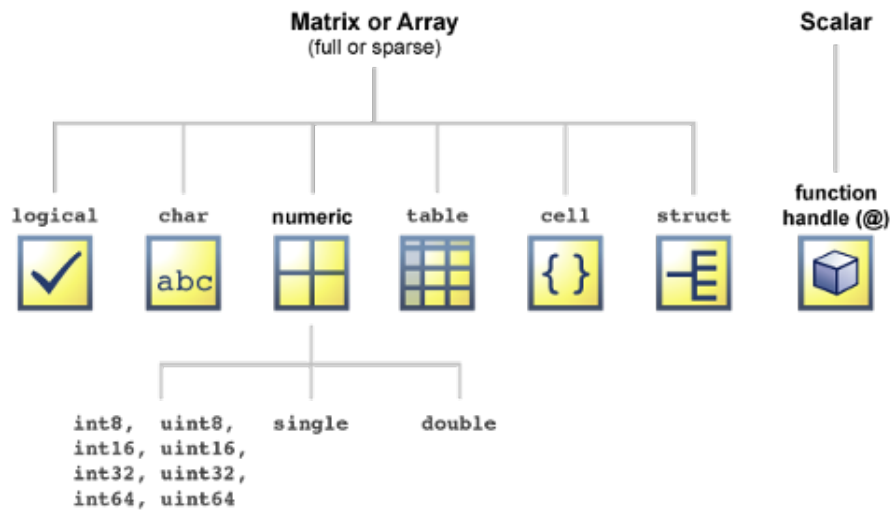 Matrix or Array
(full or sparse)
Scalar
logical
char
numeric
table
cell
struct
function
handle (@)
abc
{ }
int8, uint8,
int16, uint16,
int32, uint32,
int64, uint64
single
double